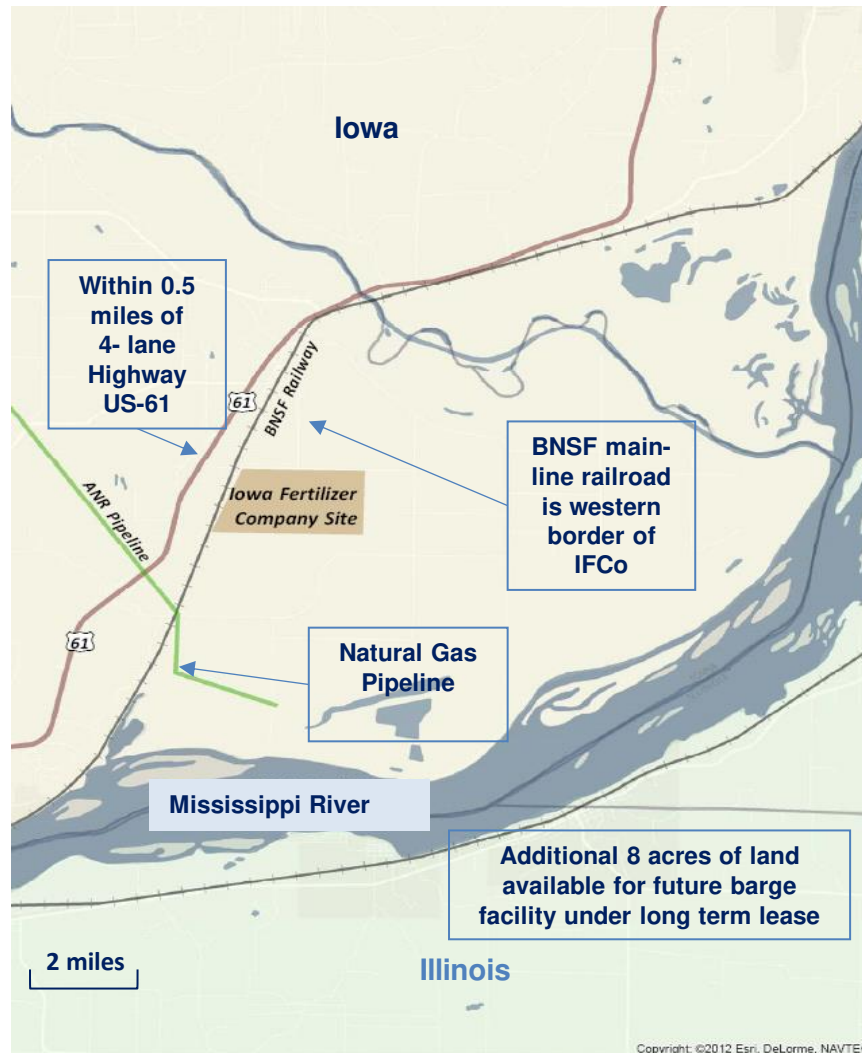 Iowa
Within 0.5
miles of
4- lane
Highway
US-61
61
BNSF Railway
BNSF main-
line railroad
is western
border of
IFCo
ANR Pipeline
Iowa Fertilizer
Company Site
61
Natural Gas
Pipeline
Mississippi River
Additional 8 acres of land
available for future barge
facility under long term lease
2 miles
Illinois
Copyright: ©2012 Esri, DeLorme, NAVTE